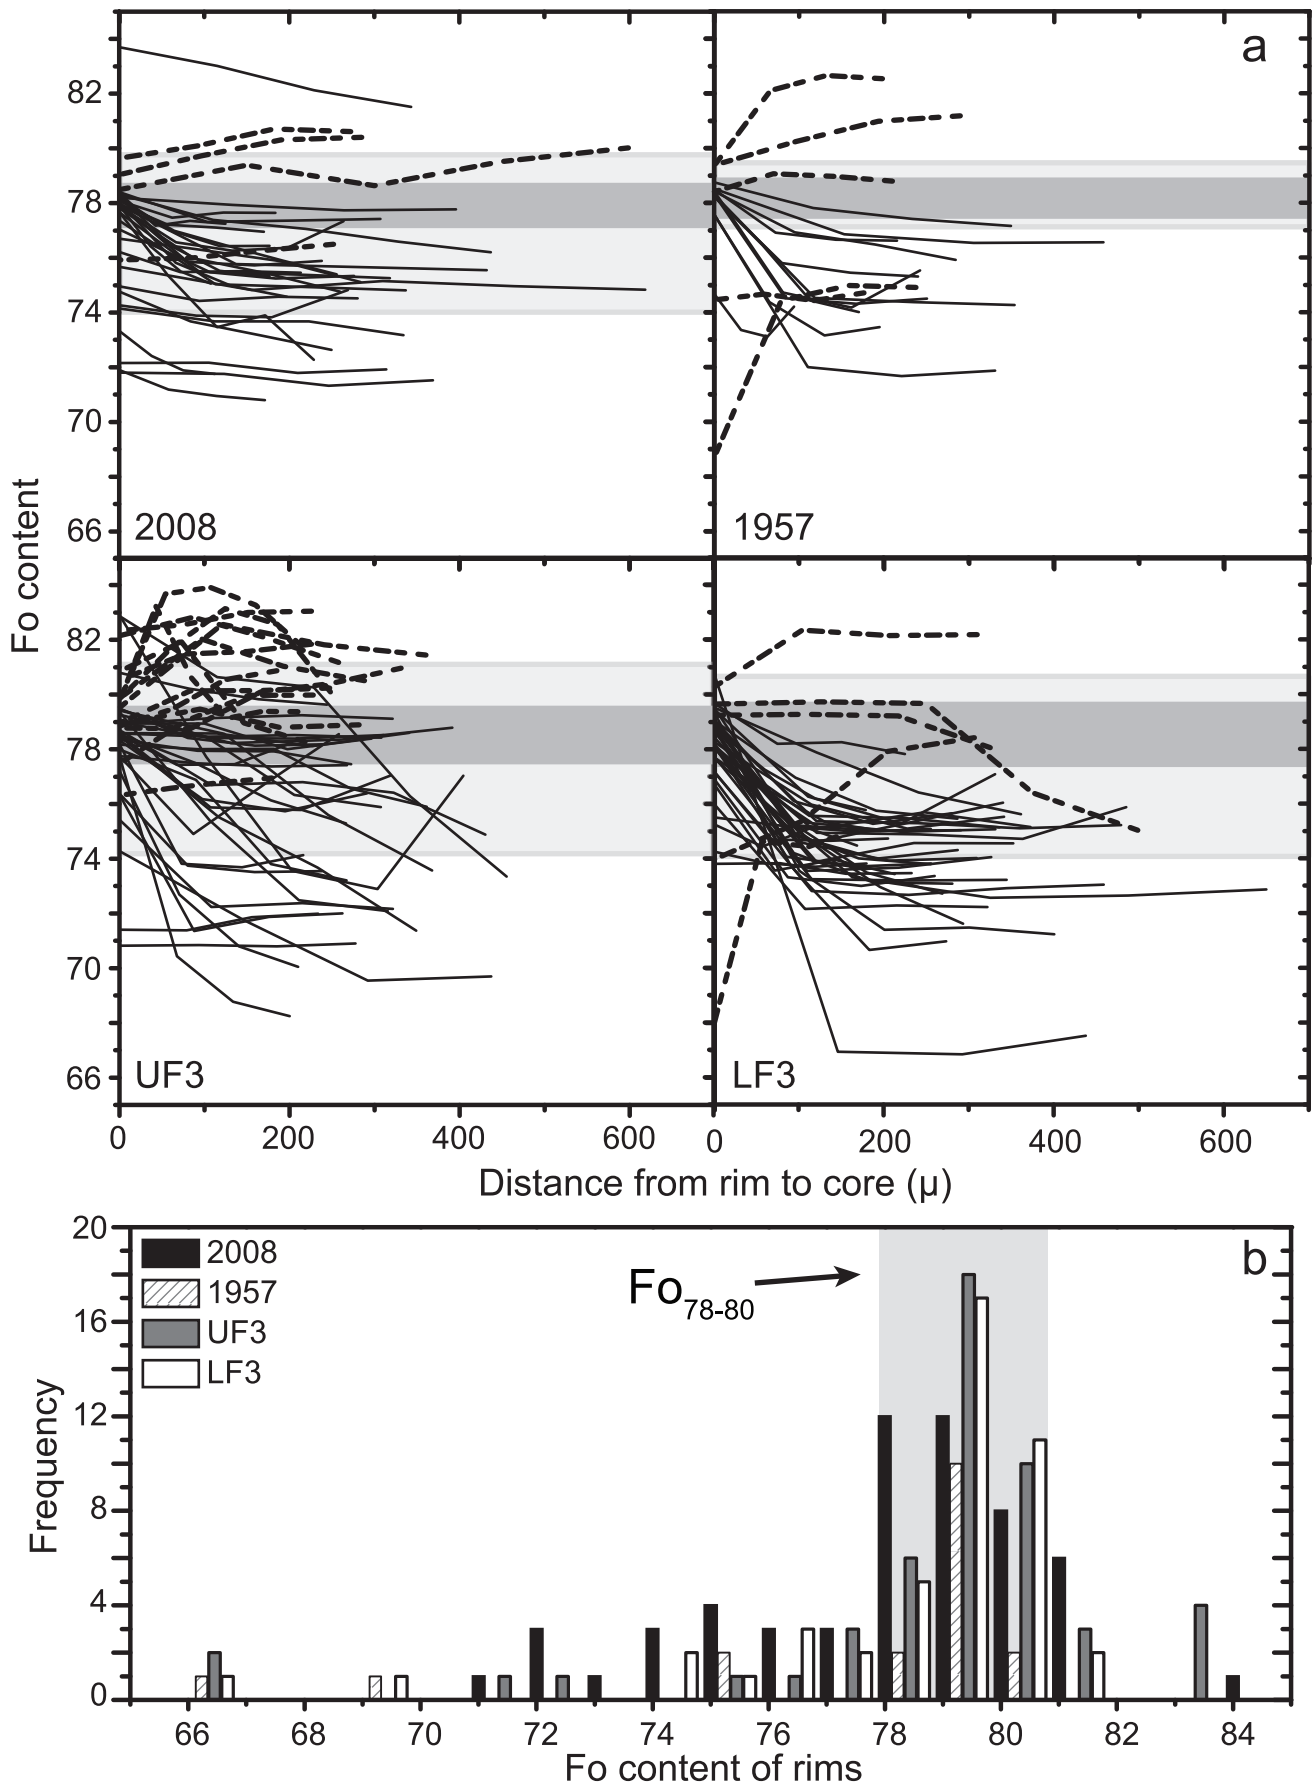 a
82
78
74
70
66
2008
1957
Fo content
82
78
74
70
66
UF3
LF3
0 200 400 600
0 200 400 600
Distance from rim to core (μ)
20
16
12
8
4
0
2008
1957
UF3
LF3
Fo78-80
b
Frequency
66 68 70 72 74 76 78 80 82 84
Fo content of rims